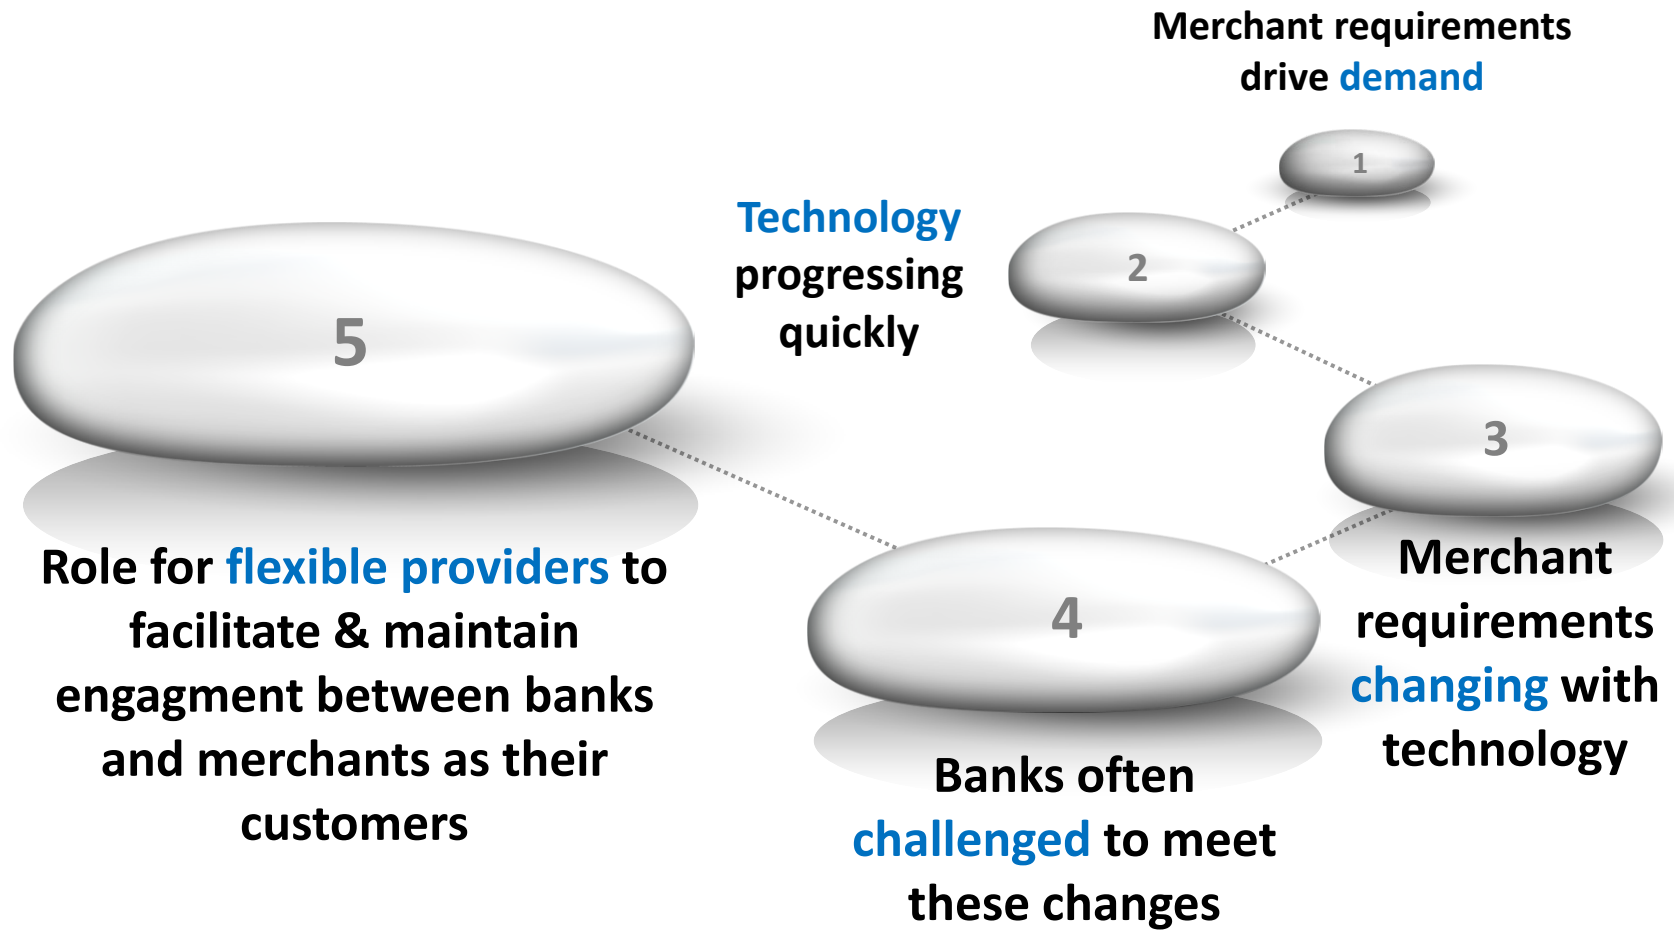 Merchant requirements
drive demand
1
Technology
progressing
quickly
2
3
Merchant
requirements
changing with
technology
4
Banks often
challenged to meet
these changes
5
Role for flexible providers to
facilitate & maintain
engagment between banks
and merchants as their
customers